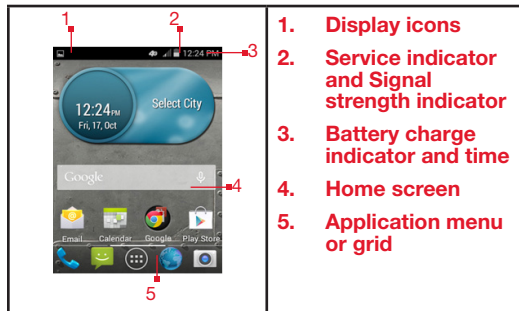 1
2
3
12:24 PM
12:24PM
Fri, 17, Oct
Select City
Google
4
Email
Calendar
Google
Play Store
5
1. Display icons
2. Service indicator
and Signal
strength indicator
3. Battery charge
indicator and time
4. Home screen
5. Application menu
or grid